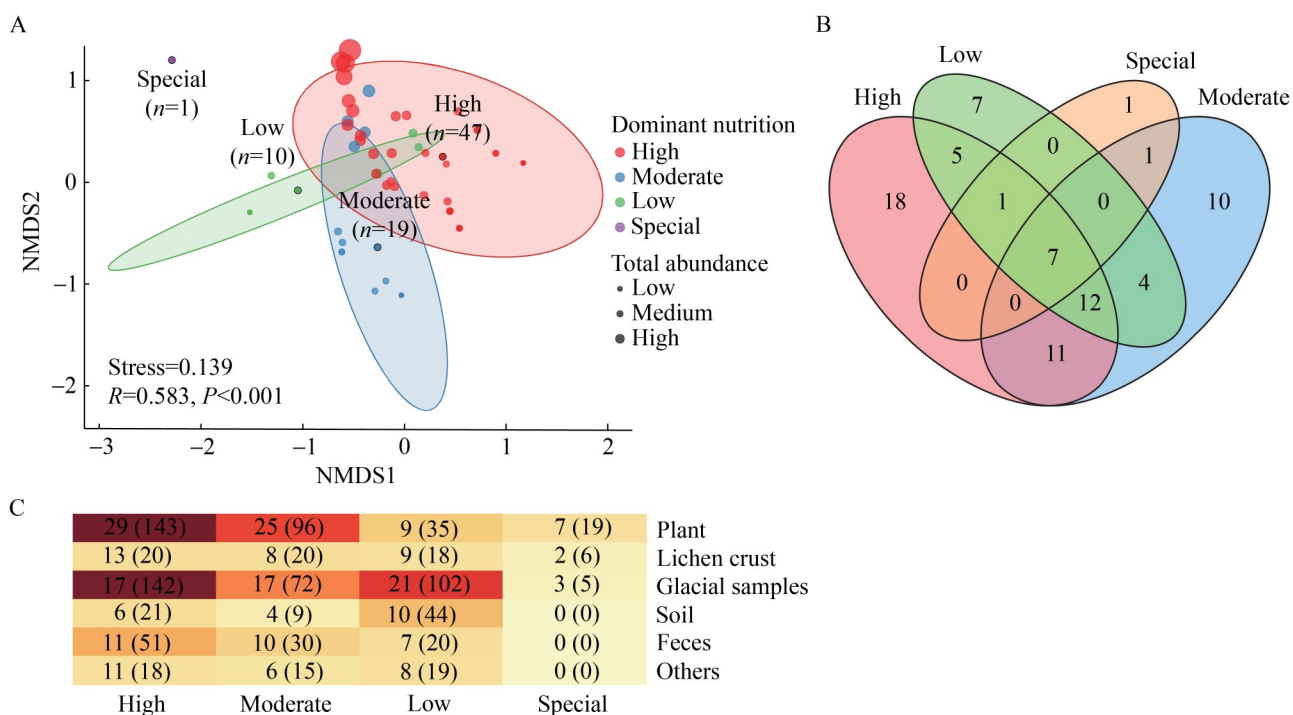 A
1
0
−1
−2
NMDS2
−3
−2
−1
0
1
2
NMDS1
Special
(n=1)
Low
(n=10)
High
(n=47)
Moderate
(n=19)
Stress=0.139
R=0.583, P<0.001
Dominant nutrition
High
Moderate
Low
Special
Total abundance
Low
Medium
High
B
High
Low
Special
Moderate
7
1
5
0
1
18
1
0
10
7
0
0
12
4
11
C
29 (143) 25 (96) 9 (35) 7 (19) Plant
13 (20) 8 (20) 9 (18) 2 (6) Lichen crust
17 (142) 17 (72) 21 (102) 3 (5) Glacial samples
6 (21) 4 (9) 10 (44) 0 (0) Soil
11 (51) 10 (30) 7 (20) 0 (0) Feces
11 (18) 6 (15) 8 (19) 0 (0) Others
High Moderate Low Special